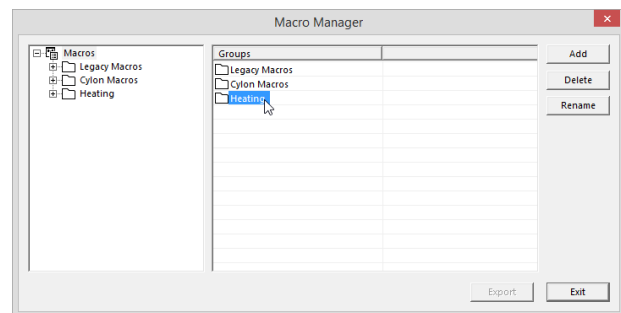 Macro Manager
Macros
Legacy Macros
Cylon Macros
Heating
Groups
Legacy Macros
Cylon Macros
Heating
Add
Delete
Rename
Export
Exit